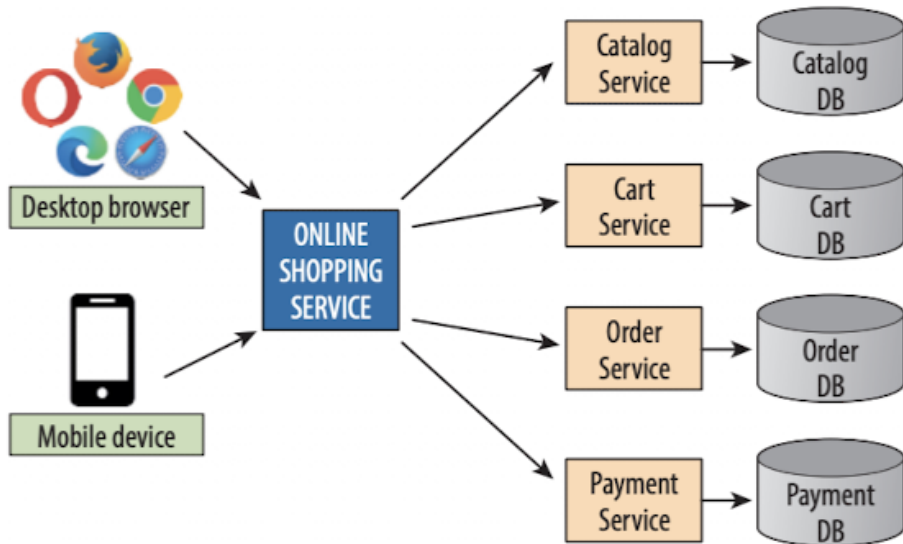 Desktop browser
Mobile device
ONLINE
SHOPPING
SERVICE
Catalog
Service
Catalog
DB
Cart
Service
Cart
DB
Order
Service
Order
DB
Payment
Service
Payment
DB